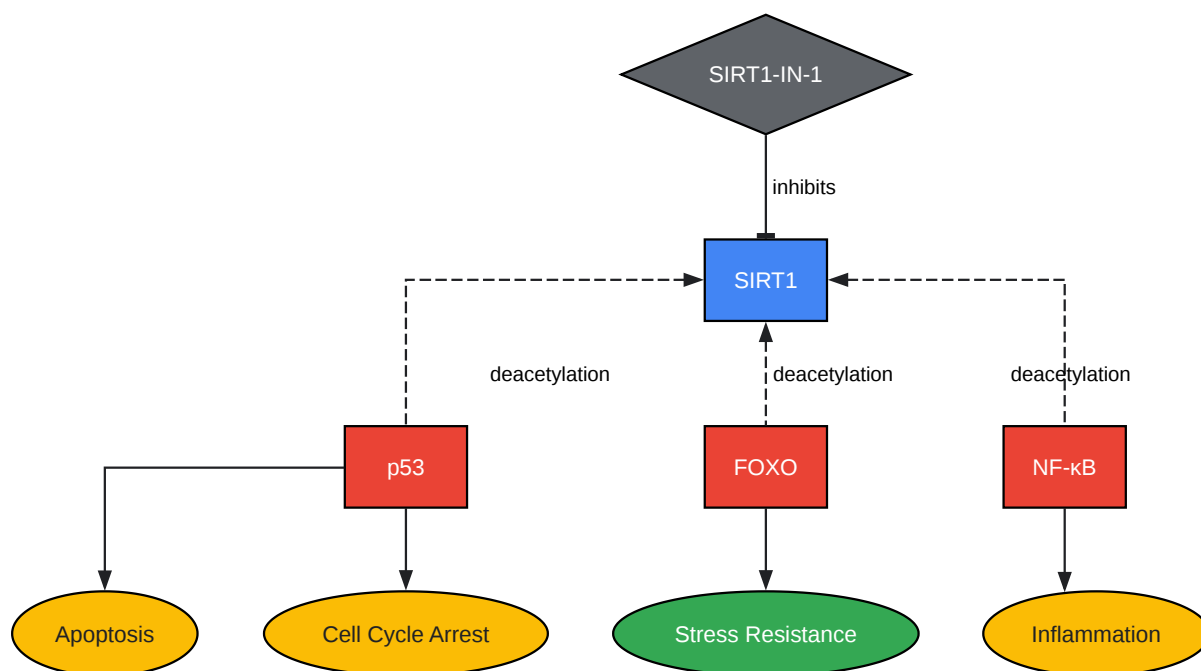 SIRT1-IN-1
inhibits
SIRT1
deacetylation
deacetylation
deacetylation
p53
FOXO
NF-κB
Apoptosis
Cell Cycle Arrest
Stress Resistance
Inflammation